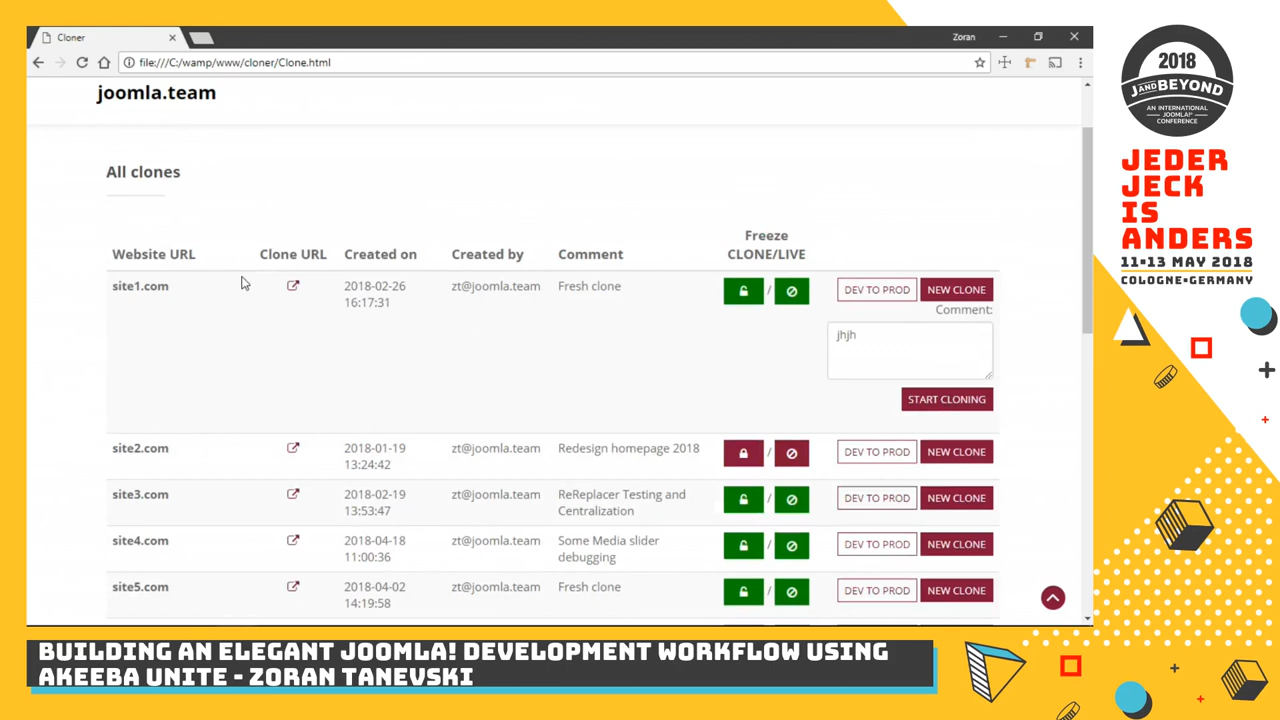 Cloner
Zoran
file:///C:/wamp/www/cloner/Clone.html
joomla.team
All clones
Website URL
Clone URL
Created on
Created by
Comment
Freeze
CLONE/LIVE
site1.com
2018-02-26
16:17:31
zt@joomla.team
Fresh clone
/
DEV TO PROD
NEW CLONE
Comment:
jhjh
START CLONING
site2.com
2018-01-19
13:24:42
zt@joomla.team
Redesign homepage 2018
/
DEV TO PROD
NEW CLONE
site3.com
2018-02-19
13:53:47
zt@joomla.team
ReReplacer Testing and
Centralization
/
DEV TO PROD
NEW CLONE
site4.com
2018-04-18
11:00:36
zt@joomla.team
Some Media slider
debugging
/
DEV TO PROD
NEW CLONE
site5.com
2018-04-02
14:19:58
zt@joomla.team
Fresh clone
/
DEV TO PROD
NEW CLONE
2018
J AND BEYOND
AN INTERNATIONAL
JOOMLA!
CONFERENCE
JEDER
JECK
IS
ANDERS
11-13 MAY 2018
COLOGNE•GERMANY
BUILDING AN ELEGANT JOOMLA! DEVELOPMENT WORKFLOW USING
AKEEBA UNITE - ZORAN TANEVSKI